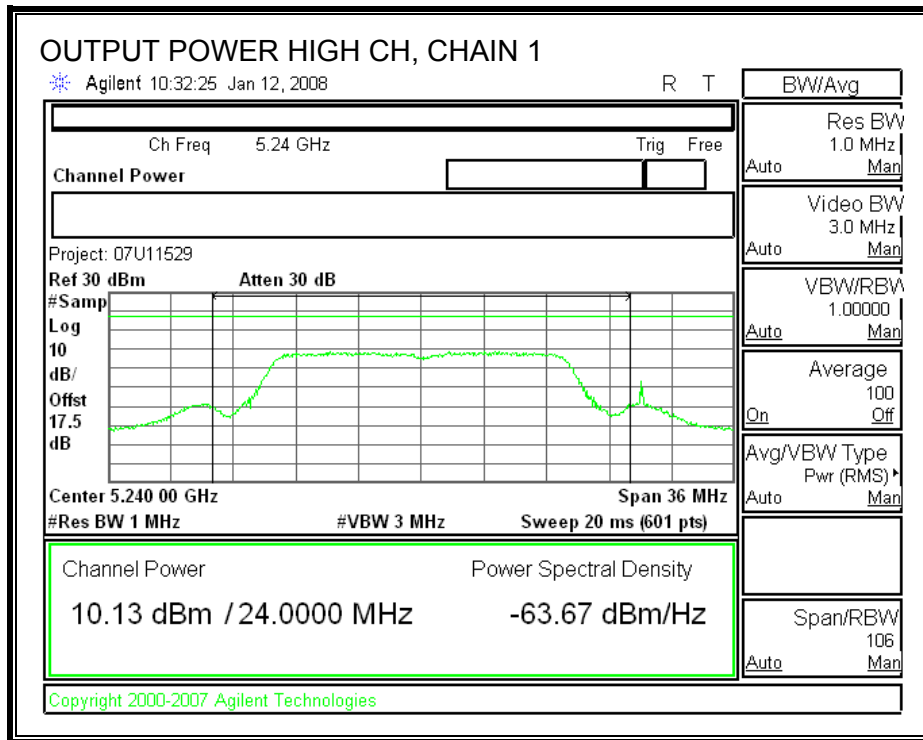 OUTPUT POWER HIGH CH, CHAIN 1
Agilent 10:32:25 Jan 12, 2008 R T
BW/Avg
Ch Freq 5.24 GHz Trig Free
Channel Power
Res BW
1.0 MHz
Auto Man
Video BW
3.0 MHz
Auto Man
Project: 07U11529
Ref 30 dBm Atten 30 dB
#Samp
Log
10
dB/
Offst
17.5
dB
VBW/RBW
1.00000
Auto Man
Average
100
On Off
Avg/VBW Type
Pwr (RMS)
Auto Man
Center 5.240 00 GHz Span 36 MHz
#Res BW 1 MHz #VBW 3 MHz Sweep 20 ms (601 pts)
Channel Power Power Spectral Density
10.13 dBm / 24.0000 MHz -63.67 dBm/Hz
Span/RBW
106
Auto Man
Copyright 2000-2007 Agilent Technologies